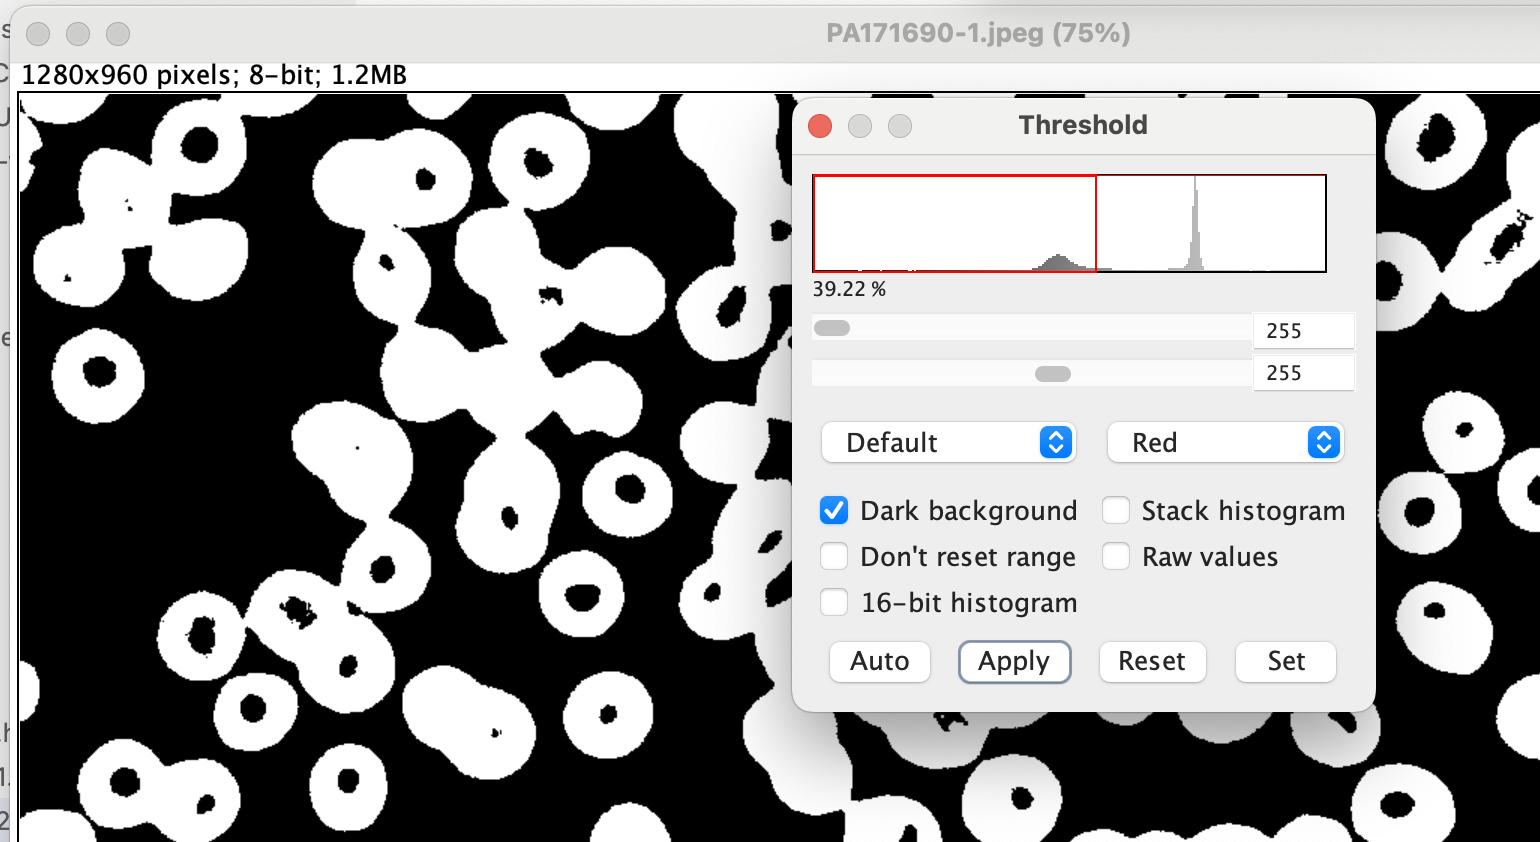 PA171690-1.jpeg (75%)
1280x960 pixels; 8-bit; 1.2MB
Threshold
39.22 %
255
255
Default
Red
Dark background
Stack histogram
Don't reset range
Raw values
16-bit histogram
Auto
Apply
Reset
Set